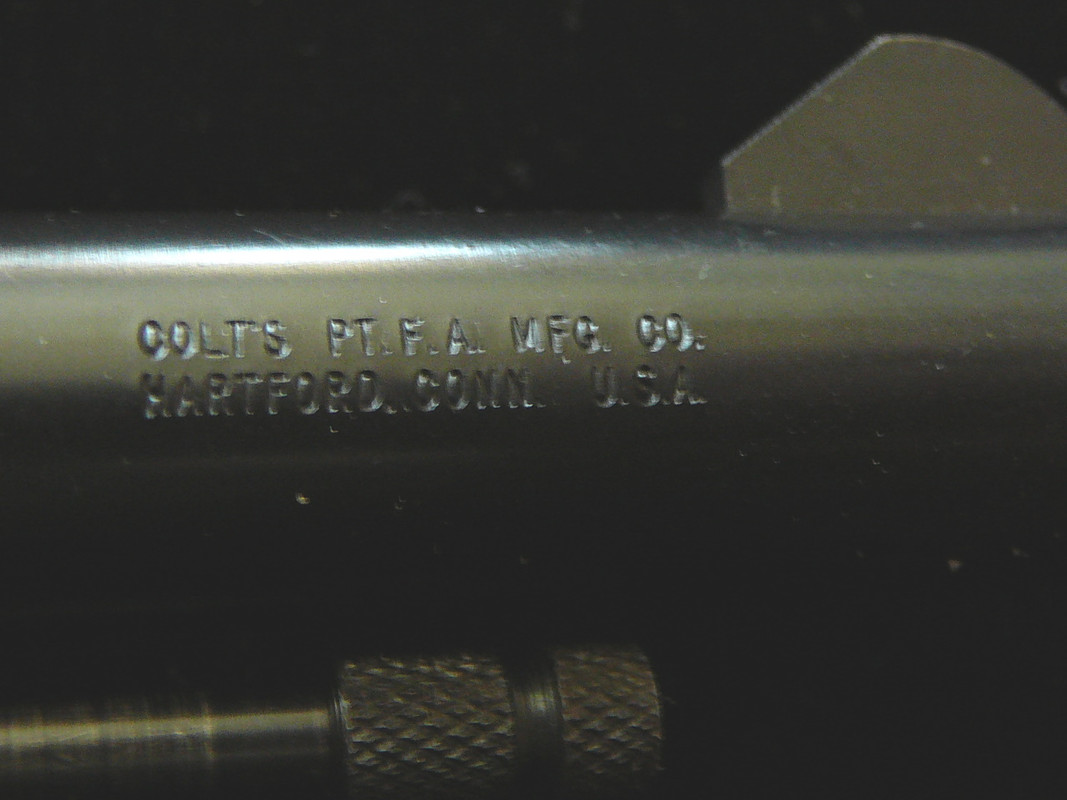 COLT'S PT. F. A. MFG. CO.
HARTFORD, CONN. U.S.A.